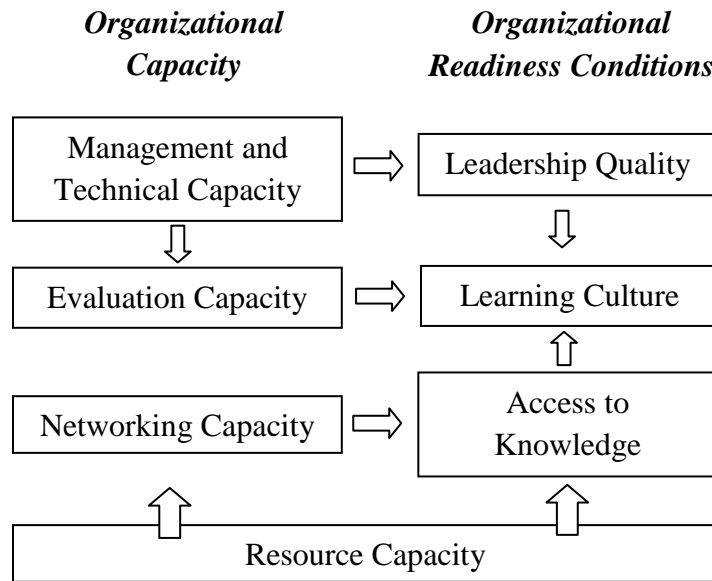 Organizational
Capacity
Organizational
Readiness Conditions
Management and
Technical Capacity
Leadership Quality
Evaluation Capacity
Learning Culture
Networking Capacity
Access to
Knowledge
Resource Capacity